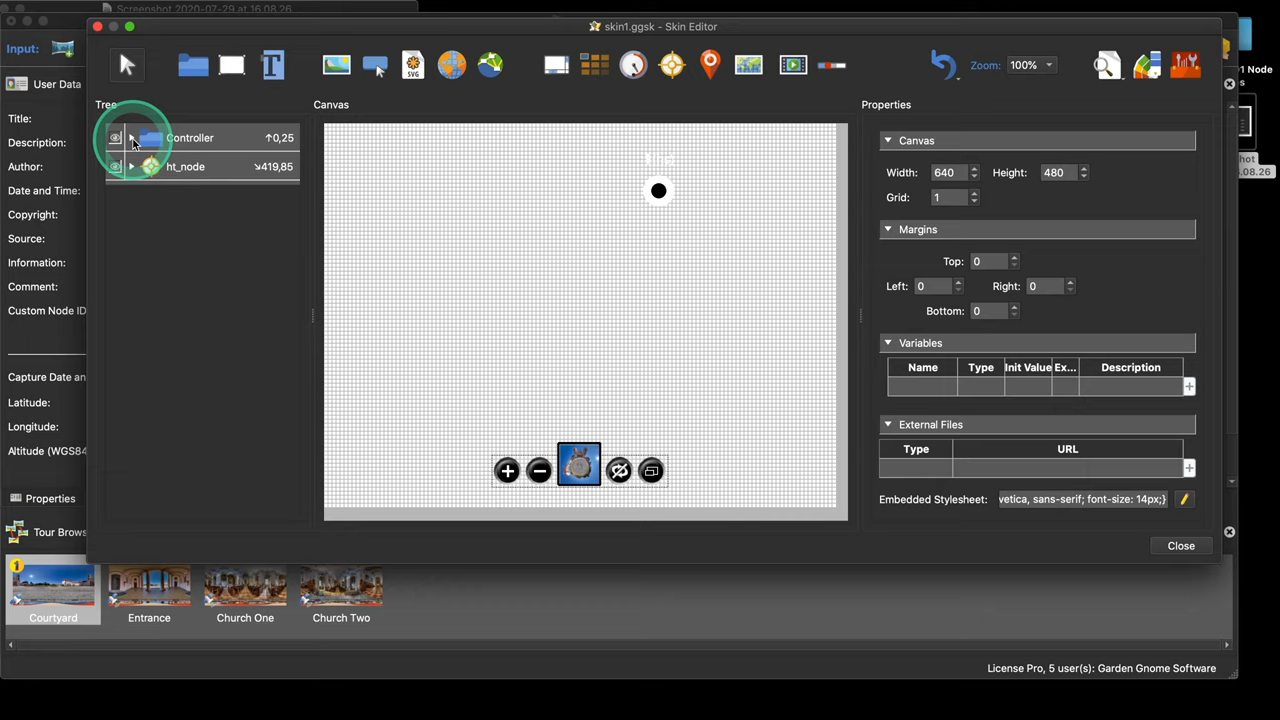 Screenshot 2020-07-29 at 16.08.26
skin1.ggsk - Skin Editor
Input:
Zoom: 100%
User Data
Tree
Canvas
Properties
Title:
Description:
Author:
Date and Time:
Copyright:
Source:
Information:
Comment:
Custom Node ID
Capture Date an
Latitude:
Longitude:
Altitude (WGS84
Properties
Tour Brows
Controller ↑0,25
ht_node ↘419,85
Canvas
Width: 640 Height: 480
Grid: 1
Margins
Top: 0
Left: 0 Right: 0
Bottom: 0
Variables
Name Type Init Value Ex... Description
External Files
Type URL
Embedded Stylesheet: vetica, sans-serif; font-size: 14px;}
Close
1
Courtyard Entrance Church One Church Two
License Pro, 5 user(s): Garden Gnome Software
1 Node
hot
.08.26